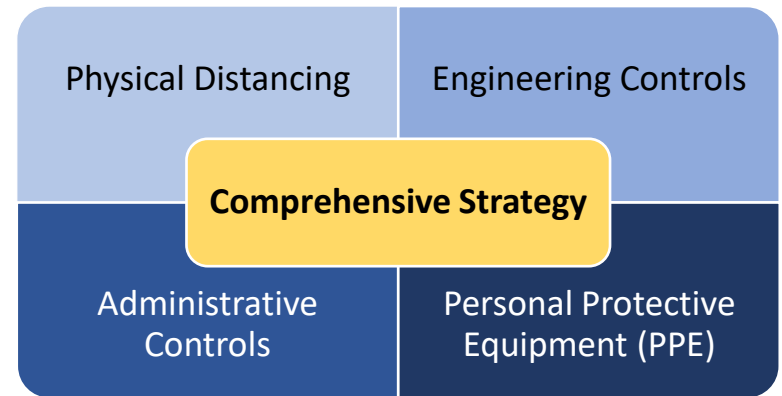 Physical Distancing
Engineering Controls
Comprehensive Strategy
Administrative
Controls
Personal Protective
Equipment (PPE)